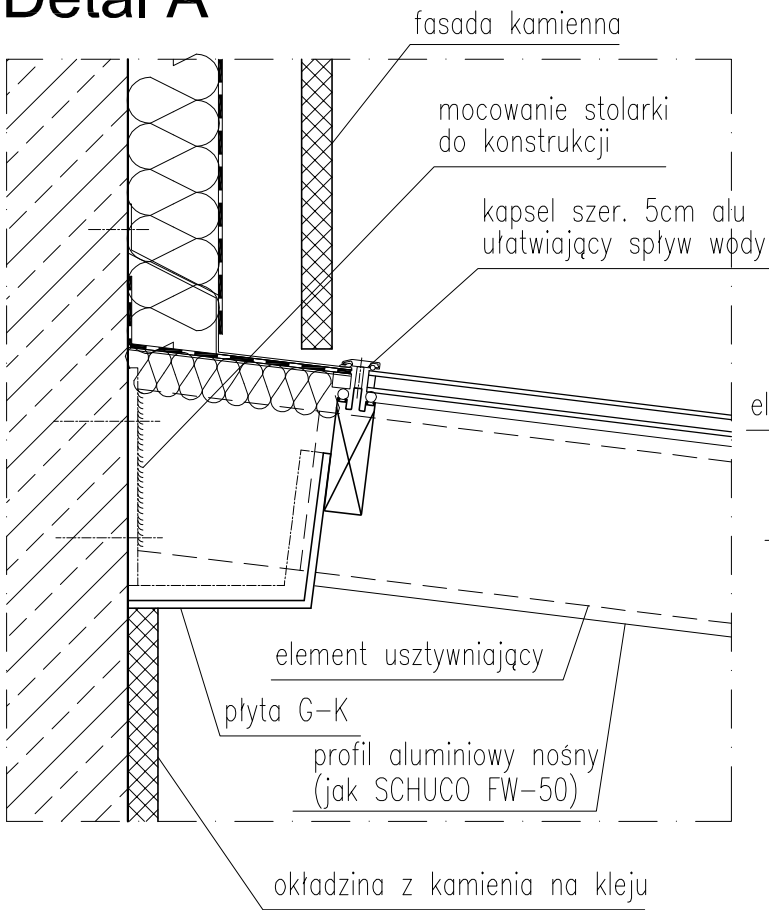 Detal A
fasada kamienna
mocowanie stolarki
do konstrukcji
kapsel szer. 5cm alu
ułatwiający spływ wody
el
element usztywniający
płyta G-K
profil aluminiowy nośny
(jak SCHUCO FW-50)
okładzina z kamienia na kleju